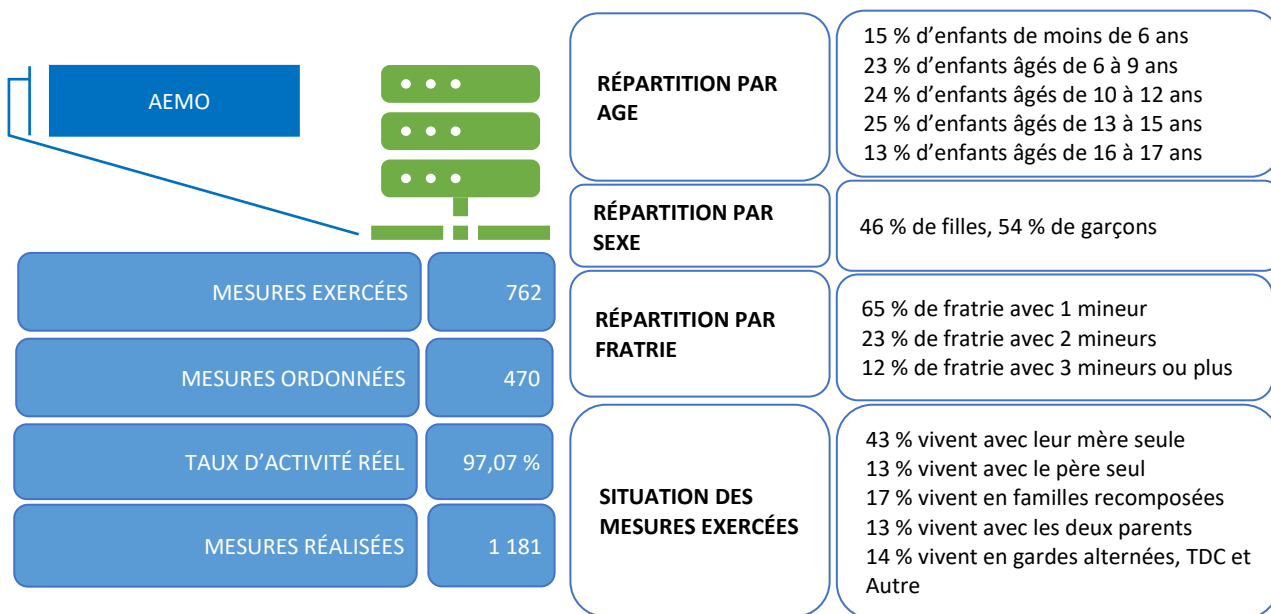 AEMO
MESURES EXERCÉES 762
MESURES ORDONNÉES 470
TAUX D’ACTIVITÉ RÉEL 97,07 %
MESURES RÉALISÉES 1 181
RÉPARTITION PAR
AGE
15 % d’enfants de moins de 6 ans
23 % d’enfants âgés de 6 à 9 ans
24 % d’enfants âgés de 10 à 12 ans
25 % d’enfants âgés de 13 à 15 ans
13 % d’enfants âgés de 16 à 17 ans
RÉPARTITION PAR
SEXE
46 % de filles, 54 % de garçons
RÉPARTITION PAR
FRATRIE
65 % de fratrie avec 1 mineur
23 % de fratrie avec 2 mineurs
12 % de fratrie avec 3 mineurs ou plus
SITUATION DES
MESURES EXERCÉES
43 % vivent avec leur mère seule
13 % vivent avec le père seul
17 % vivent en familles recomposées
13 % vivent avec les deux parents
14 % vivent en gardes alternées, TDC et
Autre